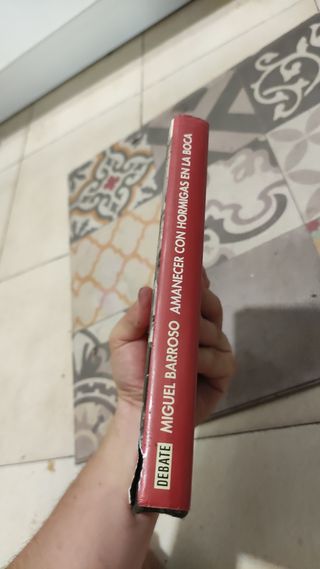 DEBATE MIGUEL BARROSO AMANECER CON HORMIGAS EN LA BOCA